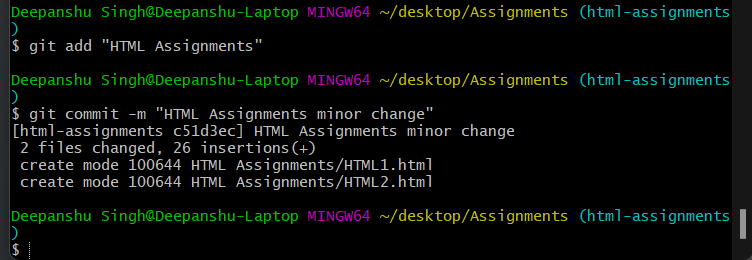 Deepanshu Singh@Deepanshu-Laptop MINGW64 ~/desktop/Assignments (html-assignments
)
$ git add "HTML Assignments"
Deepanshu Singh@Deepanshu-Laptop MINGW64 ~/desktop/Assignments (html-assignments
)
$ git commit -m "HTML Assignments minor change"
[html-assignments c51d3ec] HTML Assignments minor change
 2 files changed, 26 insertions(+)
 create mode 100644 HTML Assignments/HTML1.html
 create mode 100644 HTML Assignments/HTML2.html
Deepanshu Singh@Deepanshu-Laptop MINGW64 ~/desktop/Assignments (html-assignments
)
$